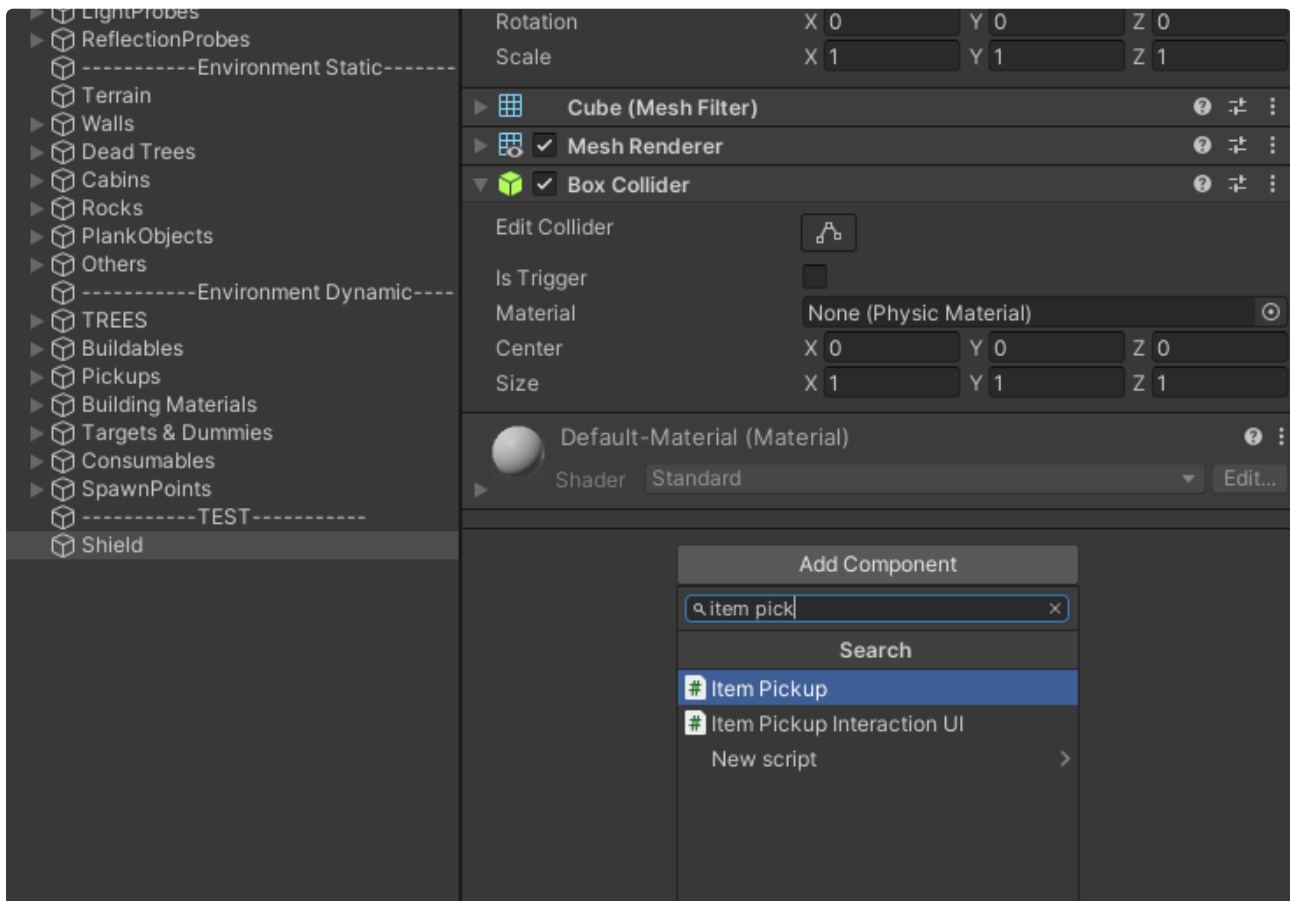 LightProbes
ReflectionProbes
-----------Environment Static-------
Terrain
Walls
Dead Trees
Cabins
Rocks
PlankObjects
Others
-----------Environment Dynamic----
TREES
Buildables
Pickups
Building Materials
Targets & Dummies
Consumables
SpawnPoints
-----------TEST-----------
Shield
Rotation X 0 Y 0 Z 0
Scale X 1 Y 1 Z 1
Cube (Mesh Filter)
Mesh Renderer
Box Collider
Edit Collider
Is Trigger
Material None (Physic Material)
Center X 0 Y 0 Z 0
Size X 1 Y 1 Z 1
Default-Material (Material)
Shader Standard Edit...
Add Component
item pick
Search
# Item Pickup
# Item Pickup Interaction UI
New script